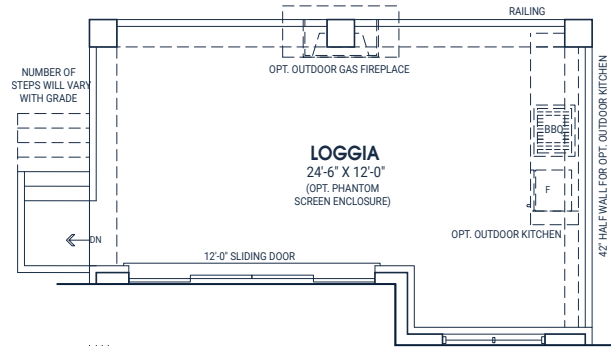 RAILING
OPT. OUTDOOR GAS FIREPLACE
NUMBER OF
STEPS WILL VARY
WITH GRADE
BBQ
LOGGIA
24'-6" X 12'-0"
(OPT. PHANTOM
SCREEN ENCLOSURE)
F
OPT. OUTDOOR KITCHEN
DN
12'-0" SLIDING DOOR
42" HALF WALL FOR OPT. OUTDOOR KITCHEN